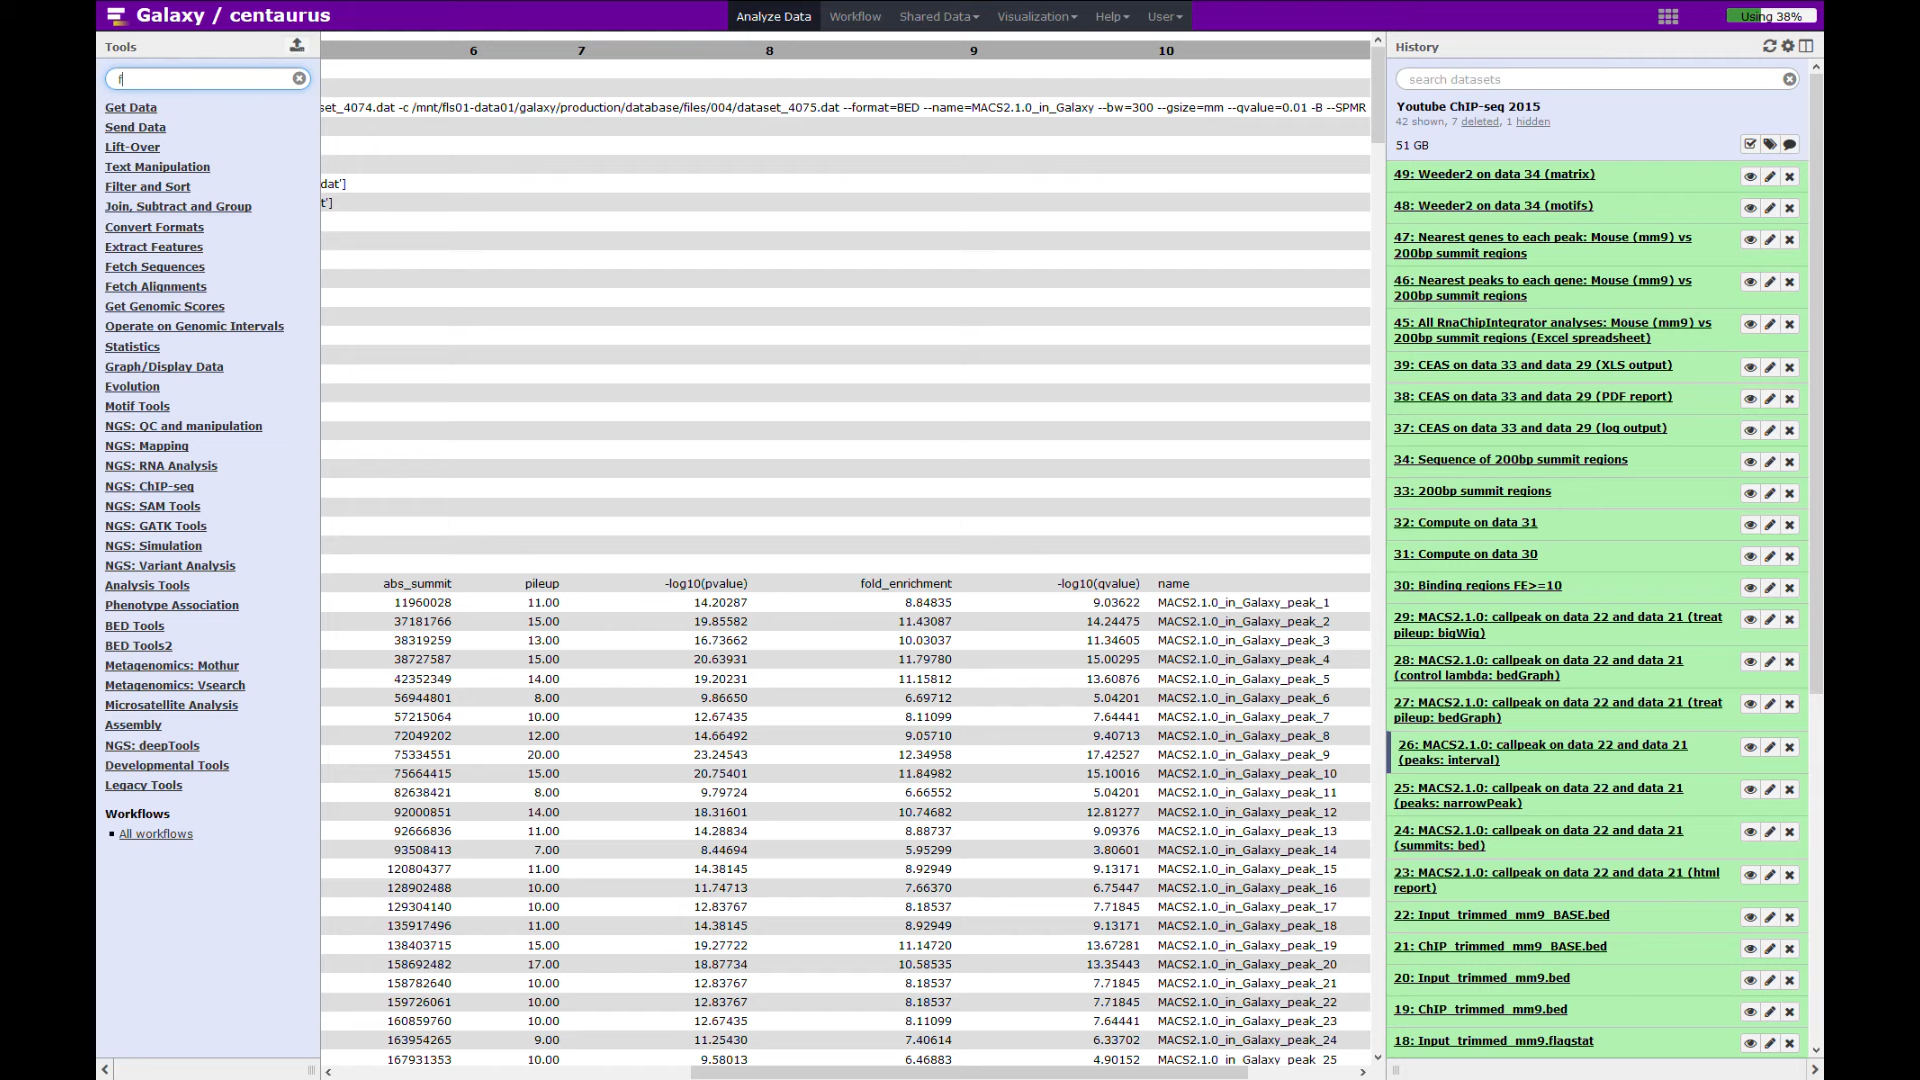 Galaxy / centaurus
Analyze Data Workflow Shared Data Visualization Help User
Using 38%
Tools
f
Get Data
Send Data
Lift-Over
Text Manipulation
Filter and Sort
Join, Subtract and Group
Convert Formats
Extract Features
Fetch Sequences
Fetch Alignments
Get Genomic Scores
Operate on Genomic Intervals
Statistics
Graph/Display Data
Evolution
Motif Tools
NGS: QC and manipulation
NGS: Mapping
NGS: RNA Analysis
NGS: ChIP-seq
NGS: SAM Tools
NGS: GATK Tools
NGS: Simulation
NGS: Variant Analysis
Analysis Tools
Phenotype Association
BED Tools
BED Tools2
Metagenomics: Mothur
Metagenomics: Vsearch
Microsatellite Analysis
Assembly
NGS: deepTools
Developmental Tools
Legacy Tools
Workflows
All workflows
6 7 8 9 10
set_4074.dat -c /mnt/fls01-data01/galaxy/production/database/files/004/dataset_4075.dat --format=BED --name=MACS2.1.0_in_Galaxy --bw=300 --gsize=mm --qvalue=0.01 -B --SPMR
dat']
t']
abs_summit pileup -log10(pvalue) fold_enrichment -log10(qvalue) name
11960028 11.00 14.20287 8.84835 9.03622 MACS2.1.0_in_Galaxy_peak_1
37181766 15.00 19.85582 11.43087 14.24475 MACS2.1.0_in_Galaxy_peak_2
38319259 13.00 16.73662 10.03037 11.34605 MACS2.1.0_in_Galaxy_peak_3
38727587 15.00 20.63931 11.79780 15.00295 MACS2.1.0_in_Galaxy_peak_4
42352349 14.00 19.20231 11.15812 13.60876 MACS2.1.0_in_Galaxy_peak_5
56944801 8.00 9.86650 6.69712 5.04201 MACS2.1.0_in_Galaxy_peak_6
57215064 10.00 12.67435 8.11099 7.64441 MACS2.1.0_in_Galaxy_peak_7
72049202 12.00 14.66492 9.05710 9.40713 MACS2.1.0_in_Galaxy_peak_8
75334551 20.00 23.24543 12.34958 17.42527 MACS2.1.0_in_Galaxy_peak_9
75664415 15.00 20.75401 11.84982 15.10016 MACS2.1.0_in_Galaxy_peak_10
82638421 8.00 9.79724 6.66552 5.04201 MACS2.1.0_in_Galaxy_peak_11
92000851 14.00 18.31601 10.74682 12.81277 MACS2.1.0_in_Galaxy_peak_12
92666836 11.00 14.28834 8.88737 9.09376 MACS2.1.0_in_Galaxy_peak_13
93508413 7.00 8.44694 5.95299 3.80601 MACS2.1.0_in_Galaxy_peak_14
120804377 11.00 14.38145 8.92949 9.13171 MACS2.1.0_in_Galaxy_peak_15
128902488 10.00 11.74713 7.66370 6.75447 MACS2.1.0_in_Galaxy_peak_16
129304140 10.00 12.83767 8.18537 7.71845 MACS2.1.0_in_Galaxy_peak_17
135917496 11.00 14.38145 8.92949 9.13171 MACS2.1.0_in_Galaxy_peak_18
138403715 15.00 19.27722 11.14720 13.67281 MACS2.1.0_in_Galaxy_peak_19
158692482 17.00 18.87734 10.58535 13.35443 MACS2.1.0_in_Galaxy_peak_20
158782640 10.00 12.83767 8.18537 7.71845 MACS2.1.0_in_Galaxy_peak_21
159726061 10.00 12.83767 8.18537 7.71845 MACS2.1.0_in_Galaxy_peak_22
160859760 10.00 12.67435 8.11099 7.64441 MACS2.1.0_in_Galaxy_peak_23
163954265 9.00 11.25430 7.40614 6.33702 MACS2.1.0_in_Galaxy_peak_24
167931353 10.00 9.58013 6.46883 4.90152 MACS2.1.0_in_Galaxy_peak_25
History
search datasets
Youtube ChIP-seq 2015
42 shown, 7 deleted, 1 hidden
51 GB
49: Weeder2 on data 34 (matrix)
48: Weeder2 on data 34 (motifs)
47: Nearest genes to each peak: Mouse (mm9) vs
200bp summit regions
46: Nearest peaks to each gene: Mouse (mm9) vs
200bp summit regions
45: All RnaChipIntegrator analyses: Mouse (mm9) vs
200bp summit regions (Excel spreadsheet)
39: CEAS on data 33 and data 29 (XLS output)
38: CEAS on data 33 and data 29 (PDF report)
37: CEAS on data 33 and data 29 (log output)
34: Sequence of 200bp summit regions
33: 200bp summit regions
32: Compute on data 31
31: Compute on data 30
30: Binding regions FE>=10
29: MACS2.1.0: callpeak on data 22 and data 21 (treat
pileup: bigWig)
28: MACS2.1.0: callpeak on data 22 and data 21
(control lambda: bedGraph)
27: MACS2.1.0: callpeak on data 22 and data 21 (treat
pileup: bedGraph)
26: MACS2.1.0: callpeak on data 22 and data 21
(peaks: interval)
25: MACS2.1.0: callpeak on data 22 and data 21
(peaks: narrowPeak)
24: MACS2.1.0: callpeak on data 22 and data 21
(summits: bed)
23: MACS2.1.0: callpeak on data 22 and data 21 (html
report)
22: Input_trimmed_mm9_BASE.bed
21: ChIP_trimmed_mm9_BASE.bed
20: Input_trimmed_mm9.bed
19: ChIP_trimmed_mm9.bed
18: Input_trimmed_mm9.flagstat